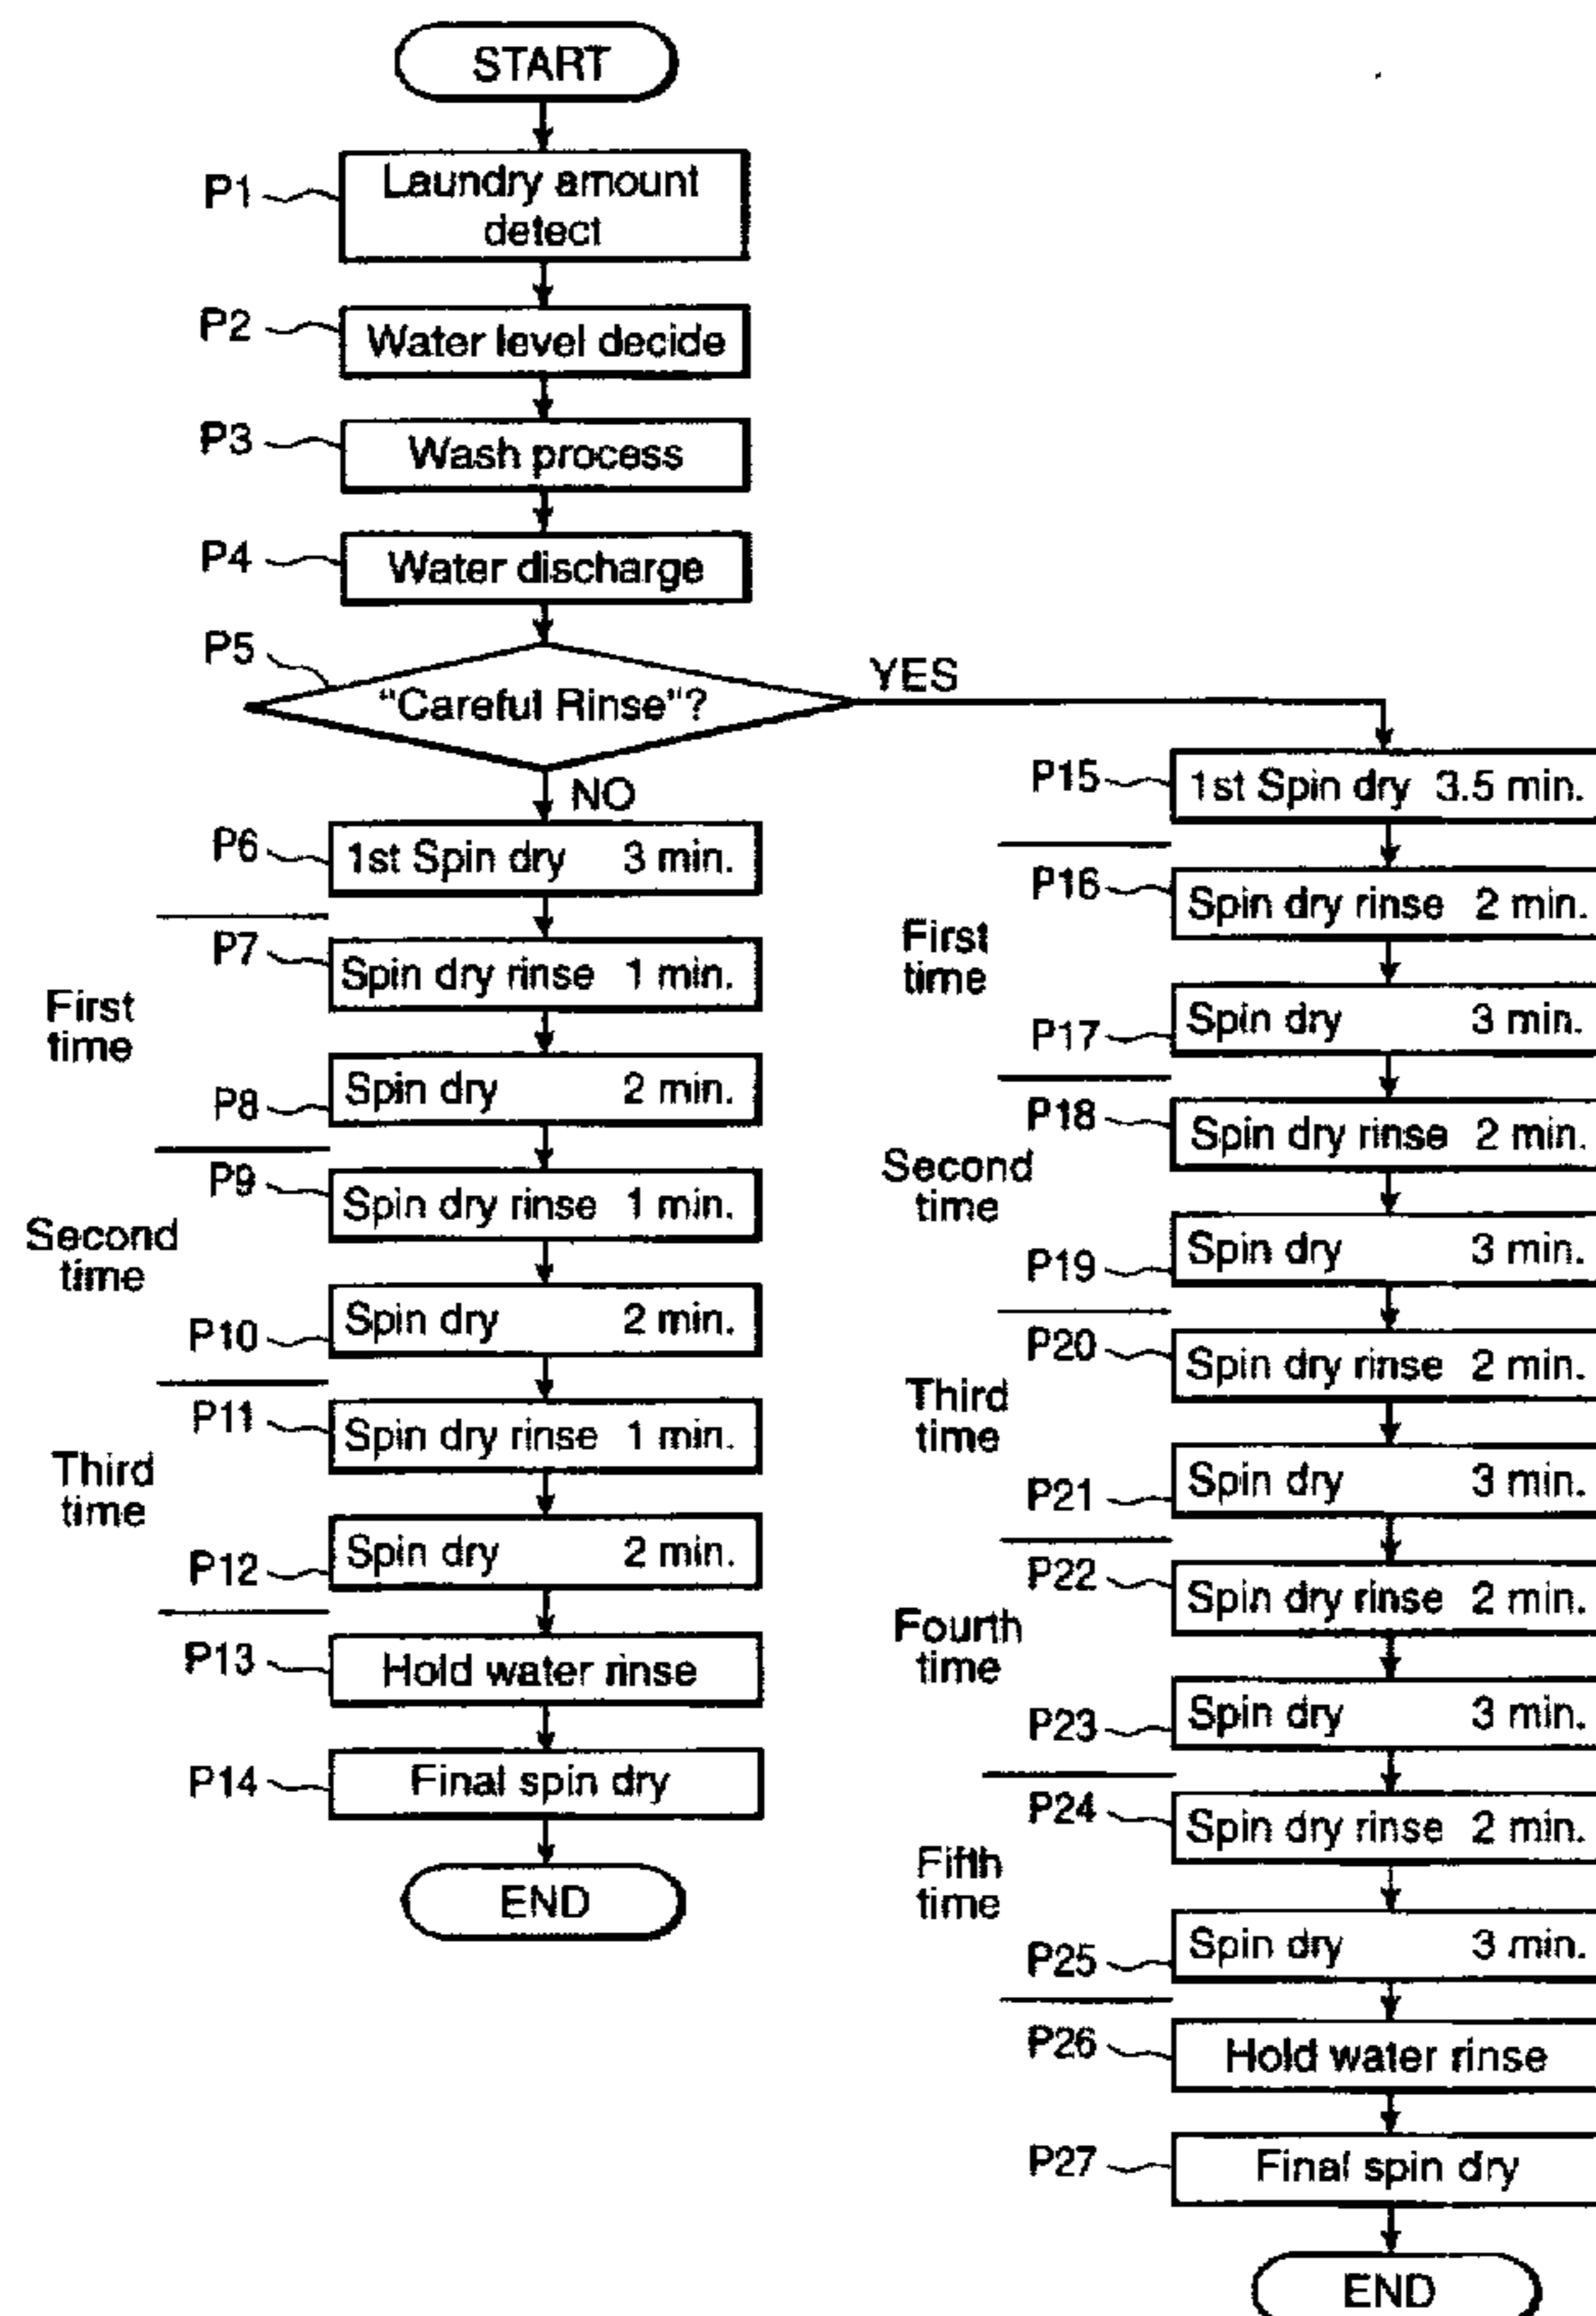 START
P1
Laundry amount
detect
P2
Water level decide
P3
Wash process
P4
Water discharge
P5
"Careful Rinse"?
YES
NO
P6
1st Spin dry 3 min.
First
time
P7
Spin dry rinse 1 min.
P8
Spin dry 2 min.
Second
time
P9
Spin dry rinse 1 min.
P10
Spin dry 2 min.
Third
time
P11
Spin dry rinse 1 min.
P12
Spin dry 2 min.
P13
Hold water rinse
P14
Final spin dry
END
P15
1st Spin dry 3.5 min.
First
time
P16
Spin dry rinse 2 min.
P17
Spin dry 3 min.
Second
time
P18
Spin dry rinse 2 min.
P19
Spin dry 3 min.
Third
time
P20
Spin dry rinse 2 min.
P21
Spin dry 3 min.
Fourth
time
P22
Spin dry rinse 2 min.
P23
Spin dry 3 min.
Fifth
time
P24
Spin dry rinse 2 min.
P25
Spin dry 3 min.
P26
Hold water rinse
P27
Final spin dry
END